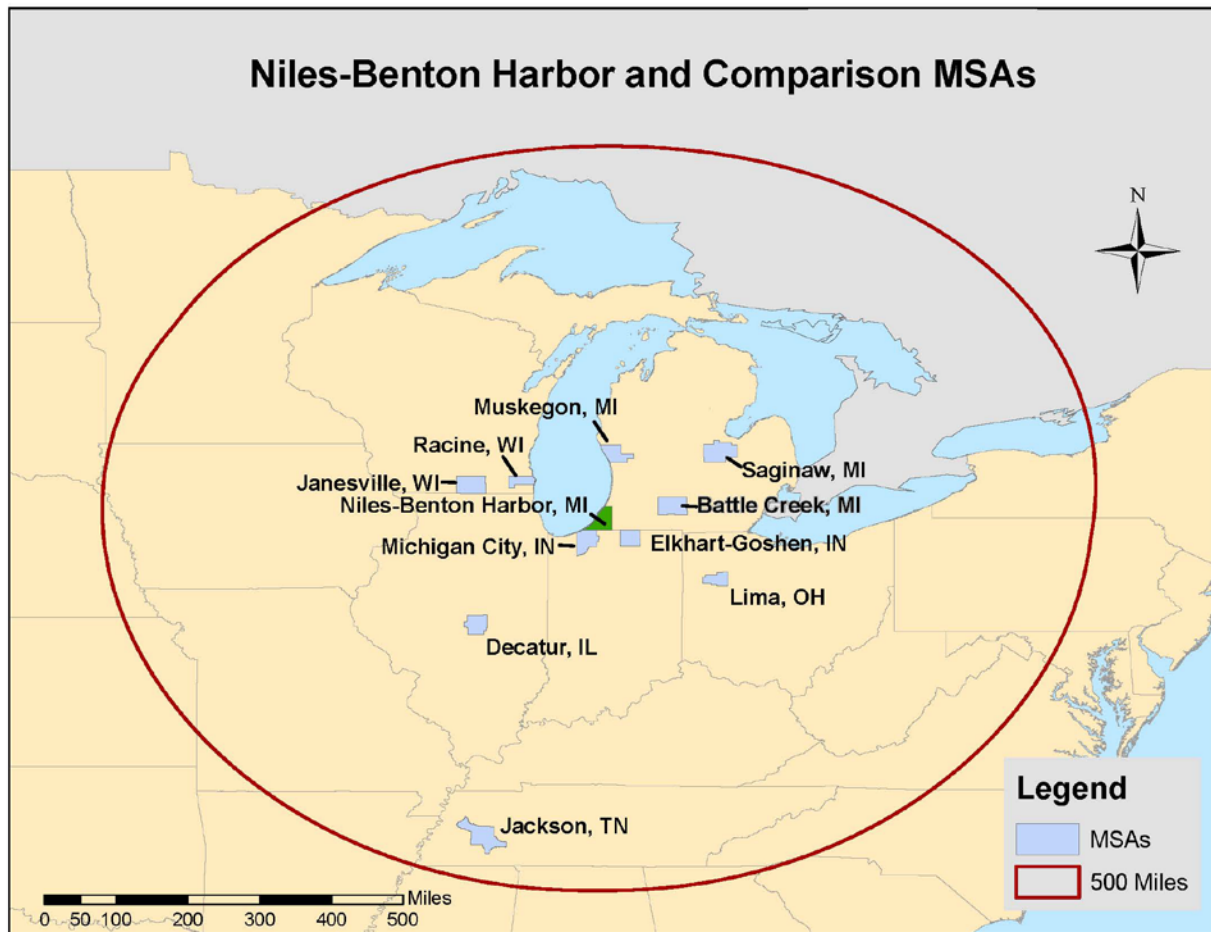 Niles-Benton Harbor and Comparison MSAs
N
Muskegon, MI
Racine, WI
Saginaw, MI
Janesville, WI
Niles-Benton Harbor, MI
Battle Creek, MI
Michigan City, IN
Elkhart-Goshen, IN
Lima, OH
Decatur, IL
Jackson, TN
Legend
MSAs
500 Miles
Miles
0 50 100 200 300 400 500